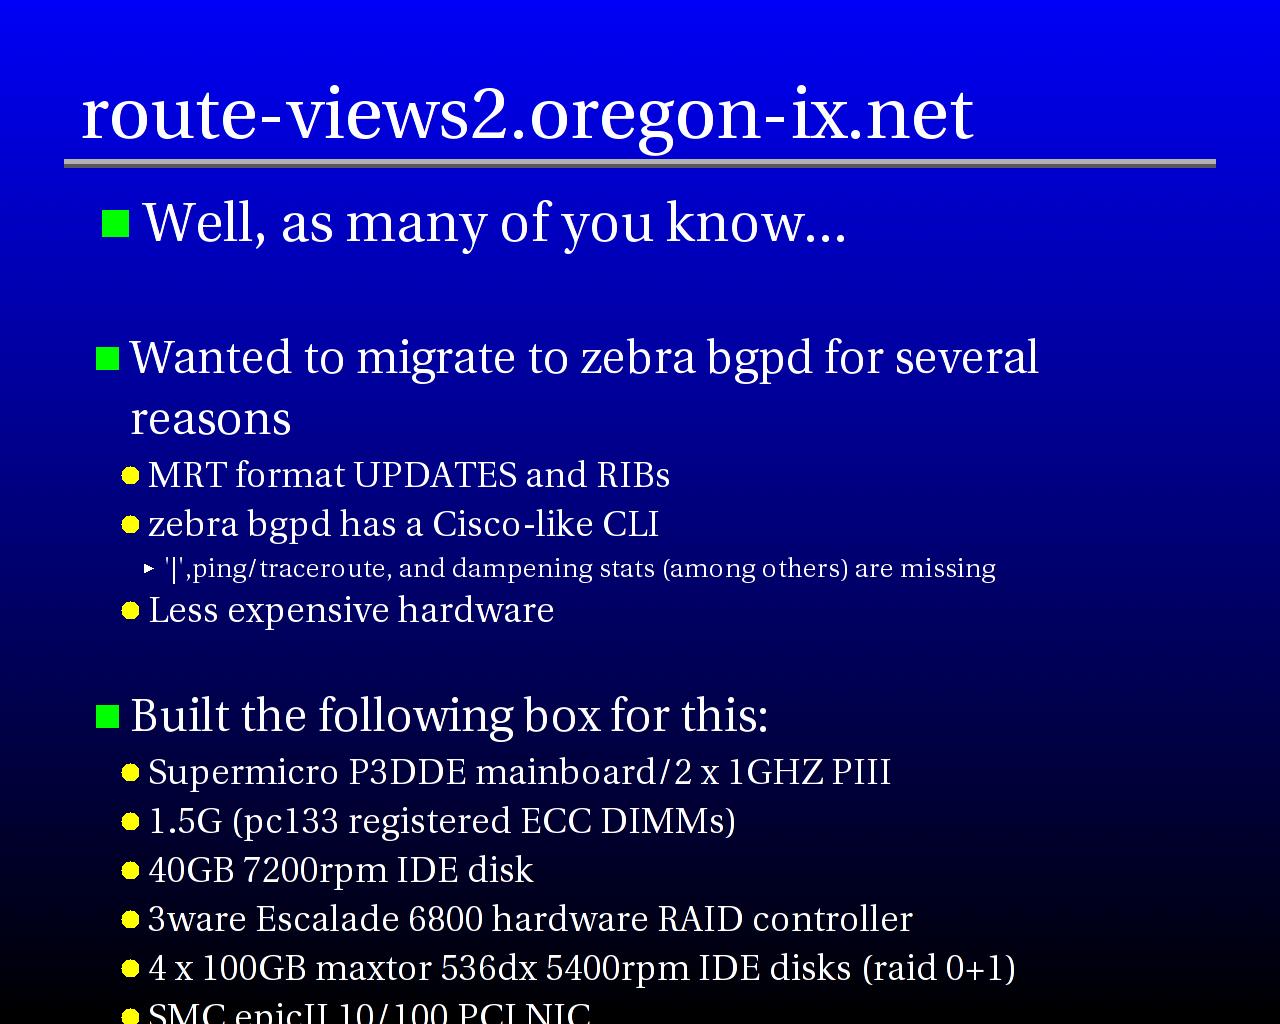 route-views2.oregon-ix.net
Well, as many of you know...
Wanted to migrate to zebra bgpd for several
reasons
MRT format UPDATES and RIBs
zebra bgpd has a Cisco-like CLI
'|',ping/traceroute, and dampening stats (among others) are missing
Less expensive hardware
Built the following box for this:
Supermicro P3DDE mainboard/2 x 1GHZ PIII
1.5G (pc133 registered ECC DIMMs)
40GB 7200rpm IDE disk
3ware Escalade 6800 hardware RAID controller
4 x 100GB maxtor 536dx 5400rpm IDE disks (raid 0+1)
SMC epicII 10/100 PCI NIC